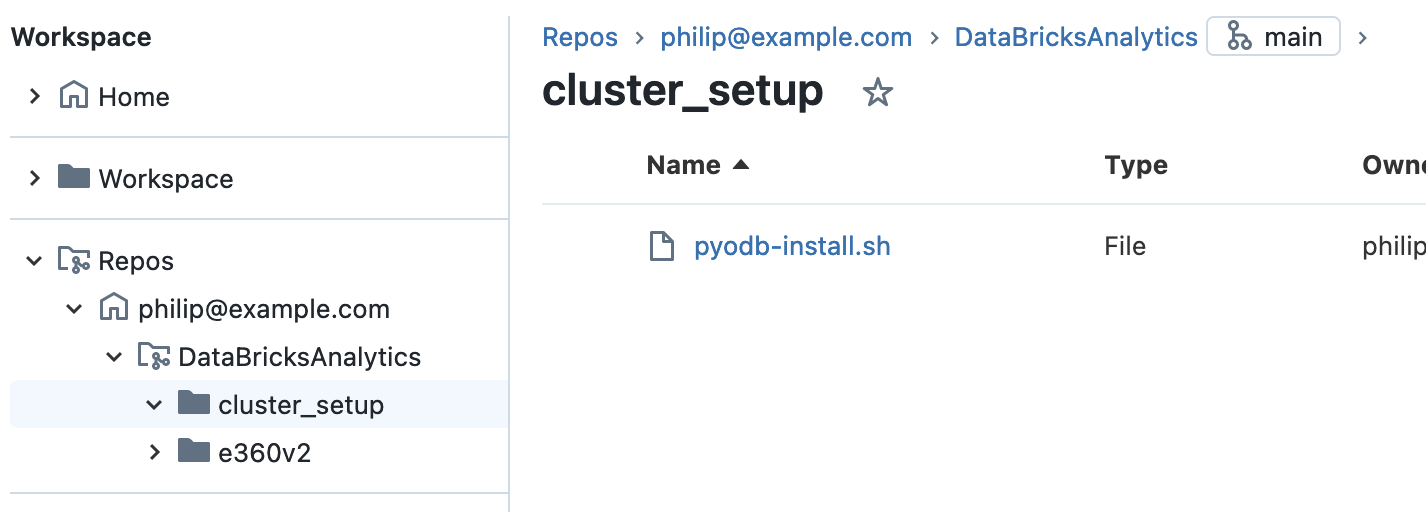 Workspace
Home
Workspace
Repos
philip@example.com
DataBricksAnalytics
cluster_setup
e360v2
Repos > philip@example.com > DataBricksAnalytics main >
cluster_setup
Name Type Owne
pyodb-install.sh File philip